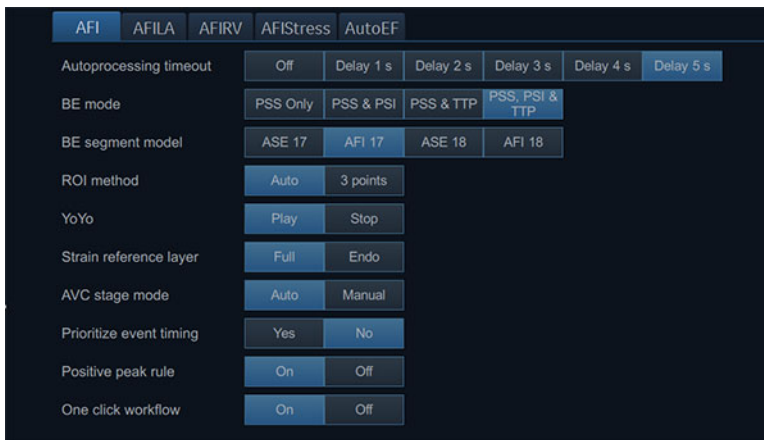 AFI AFILA AFIRV AFIStress AutoEF
Autoprocessing timeout Off Delay 1 s Delay 2 s Delay 3 s Delay 4 s Delay 5 s
BE mode PSS Only PSS & PSI PSS & TTP PSS, PSI &
TTP
BE segment model ASE 17 AFI 17 ASE 18 AFI 18
ROI method Auto 3 points
YoYo Play Stop
Strain reference layer Full Endo
AVC stage mode Auto Manual
Prioritize event timing Yes No
Positive peak rule On Off
One click workflow On Off